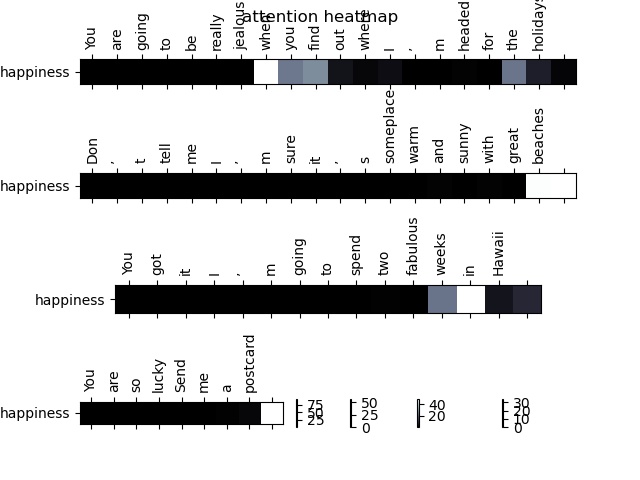 attention heatmap
You are going to be really jealous when you find out where I , m headed for the holidays
happiness
Don , t tell me I , m sure it , s someplace warm and sunny with great beaches
happiness
You got it I , m going to spend two fabulous weeks in Hawaii
happiness
You are so lucky Send me a postcard
happiness
75 50 25
50 25 0
40 20
30 20 10 0